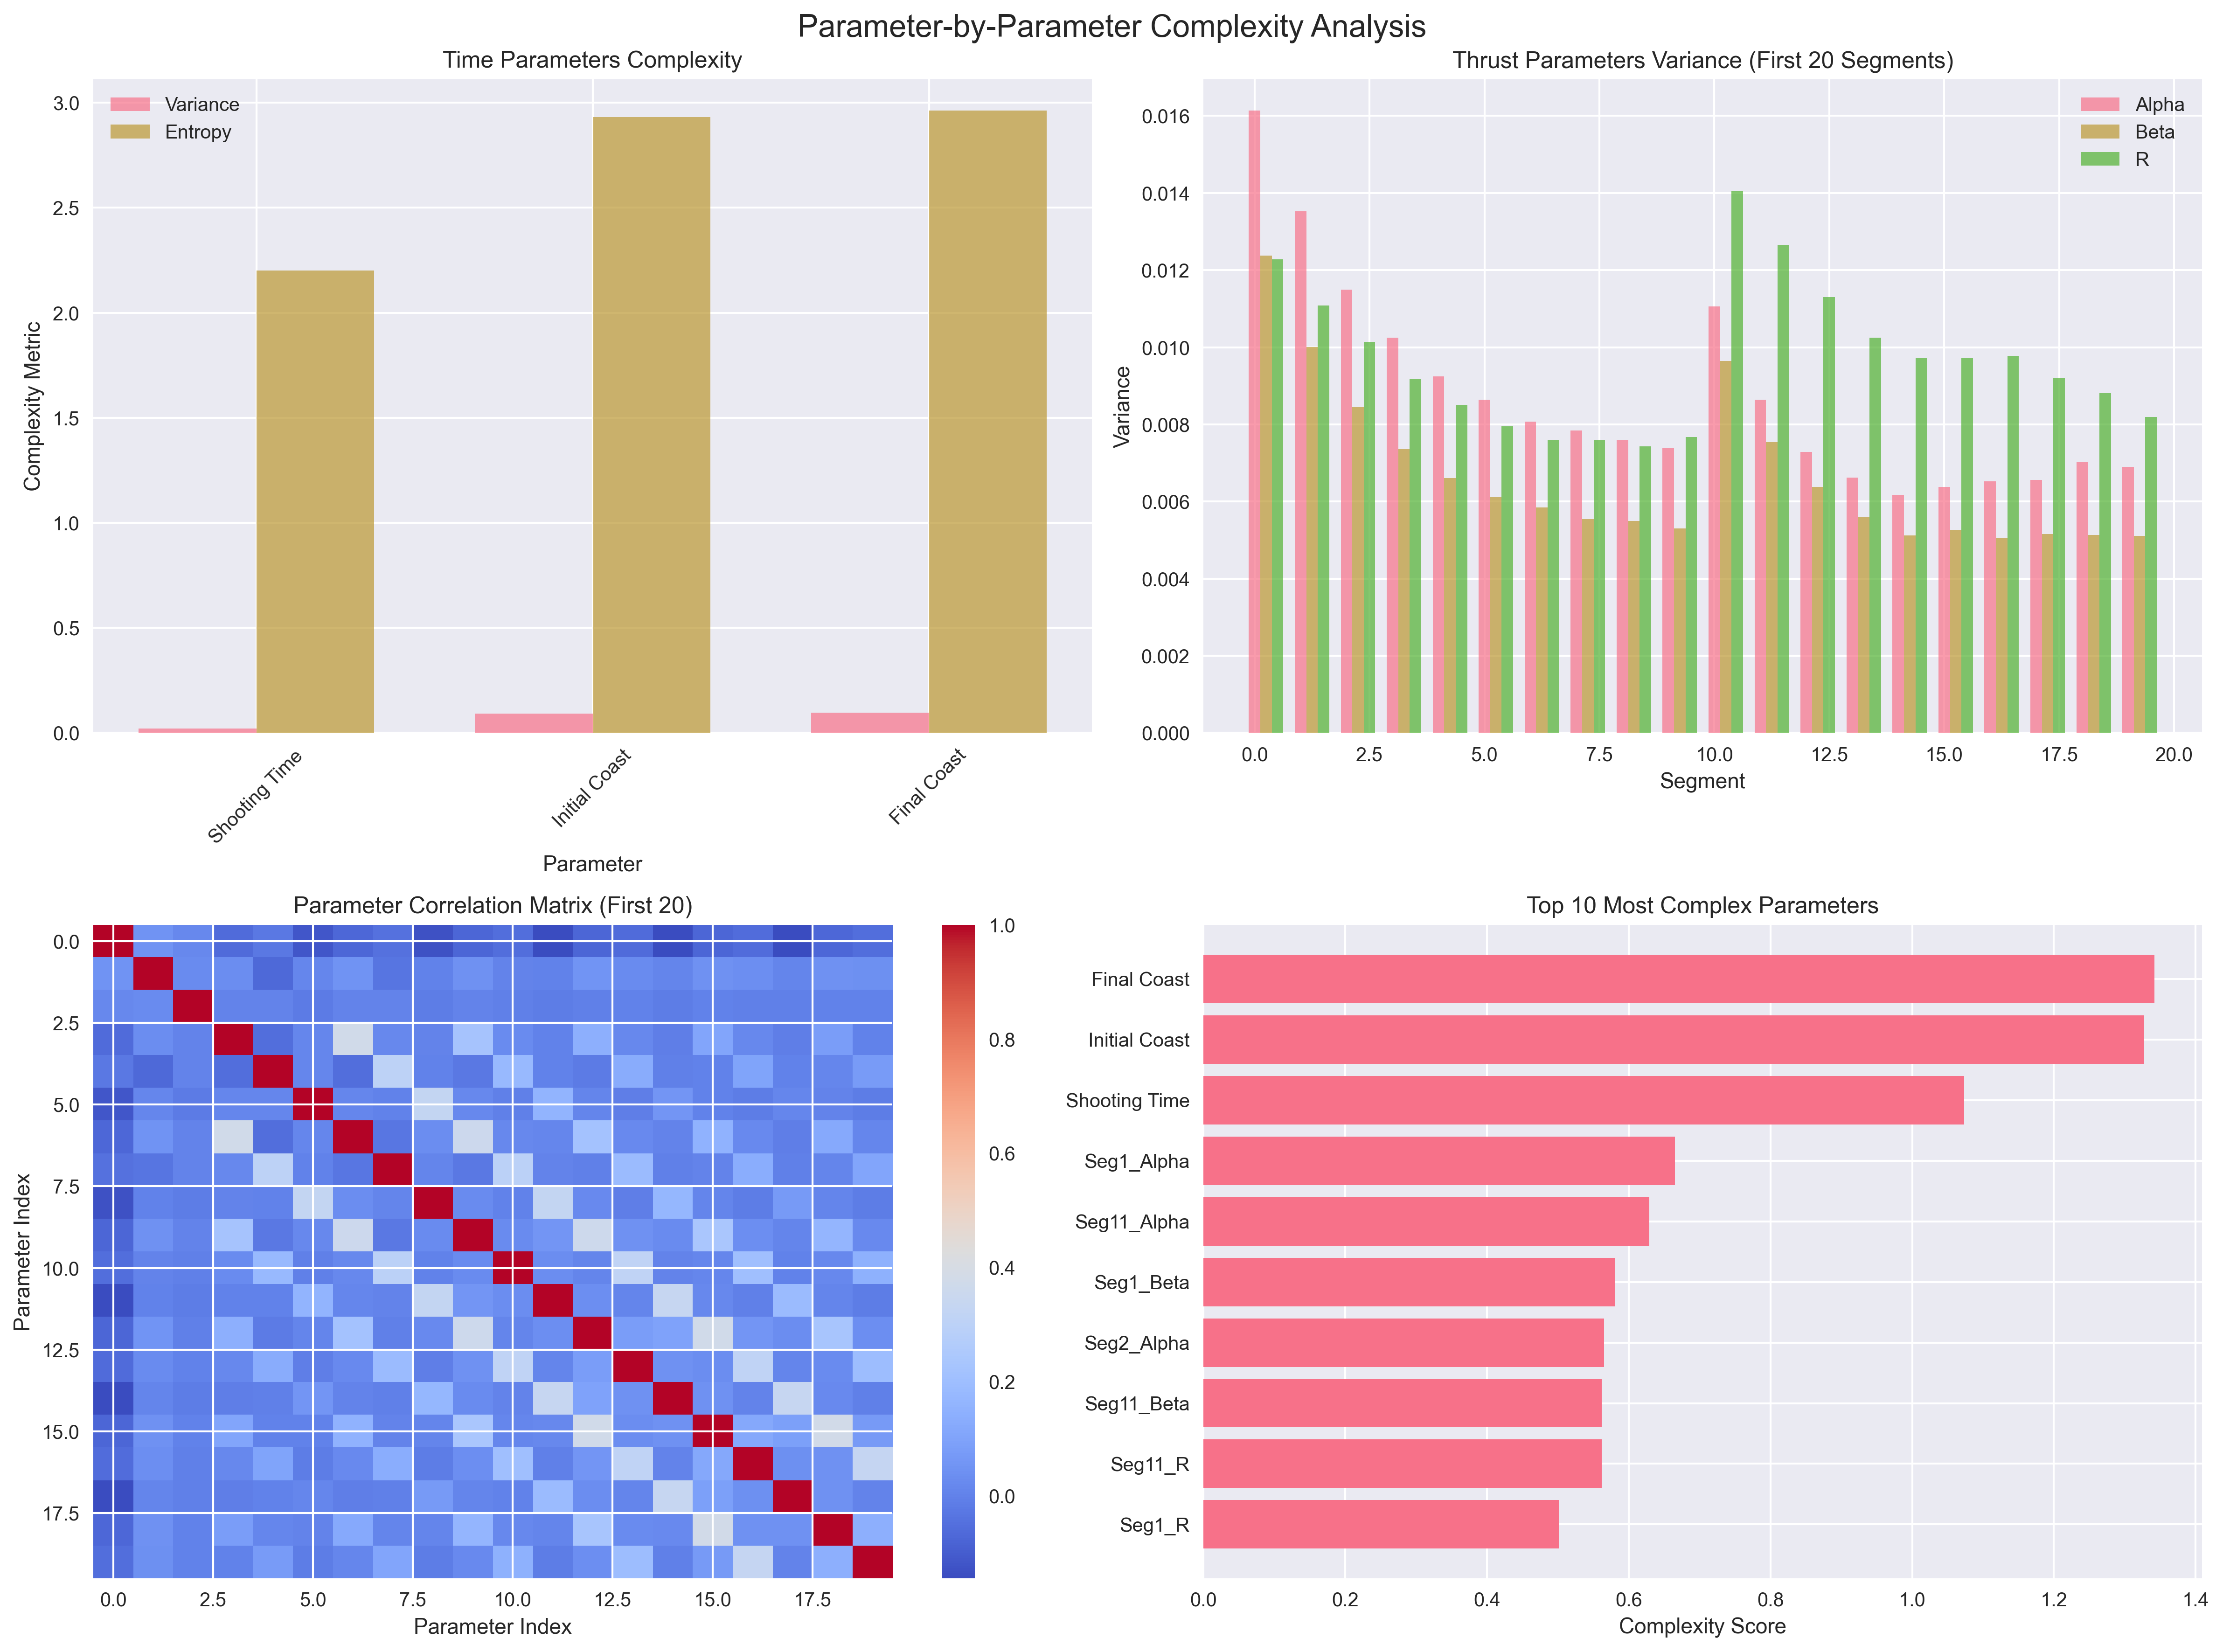 Parameter-by-Parameter Complexity Analysis
Time Parameters Complexity
Variance
Entropy
Complexity Metric
3.0
2.5
2.0
1.5
1.0
0.5
0.0
Shooting Time
Initial Coast
Final Coast
Parameter
Thrust Parameters Variance (First 20 Segments)
Alpha
Beta
R
Variance
0.016
0.014
0.012
0.010
0.008
0.006
0.004
0.002
0.000
0.0 2.5 5.0 7.5 10.0 12.5 15.0 17.5 20.0
Segment
Parameter Correlation Matrix (First 20)
Parameter Index
0.0
2.5
5.0
7.5
10.0
12.5
15.0
17.5
0.0 2.5 5.0 7.5 10.0 12.5 15.0 17.5
Parameter Index
1.0
0.8
0.6
0.4
0.2
0.0
Top 10 Most Complex Parameters
Final Coast
Initial Coast
Shooting Time
Seg1_Alpha
Seg11_Alpha
Seg1_Beta
Seg2_Alpha
Seg11_Beta
Seg11_R
Seg1_R
0.0 0.2 0.4 0.6 0.8 1.0 1.2 1.4
Complexity Score